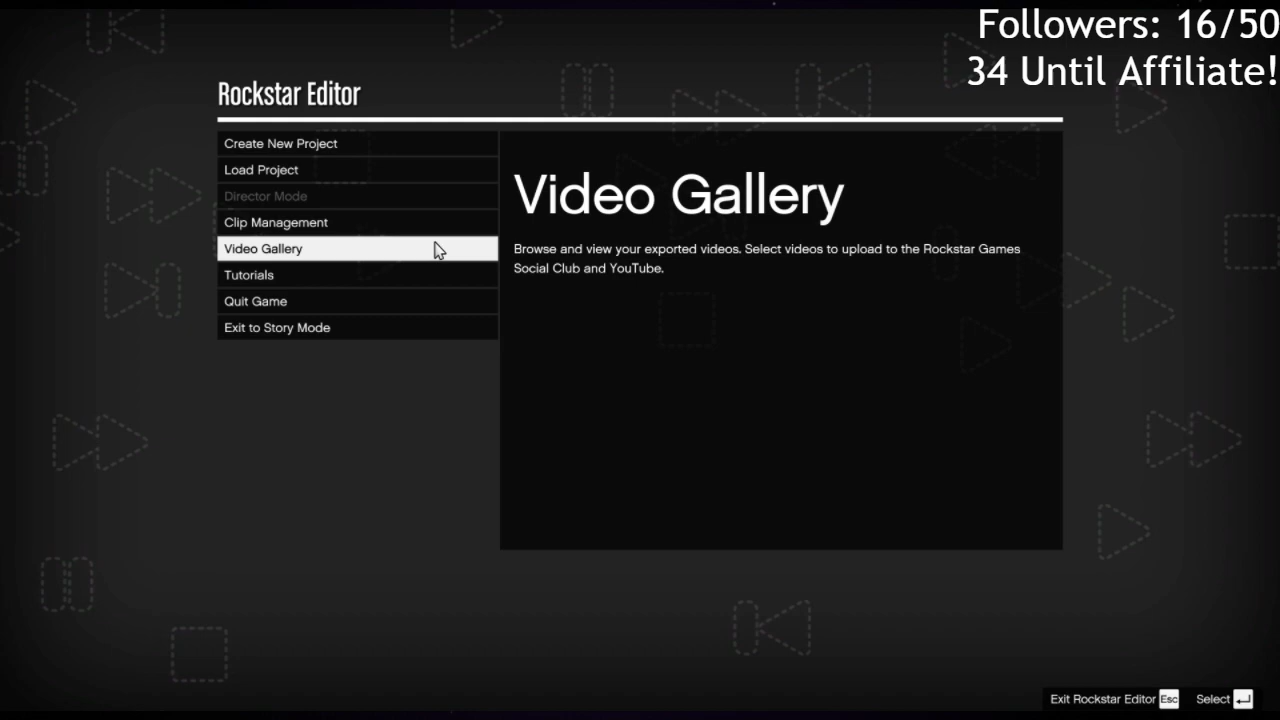 Followers: 16/50
34 Until Affiliate!
Rockstar Editor
Create New Project
Load Project
Director Mode
Clip Management
Video Gallery
Tutorials
Quit Game
Exit to Story Mode
Video Gallery
Browse and view your exported videos. Select videos to upload to the Rockstar Games
Social Club and YouTube.
Exit Rockstar Editor Esc Select